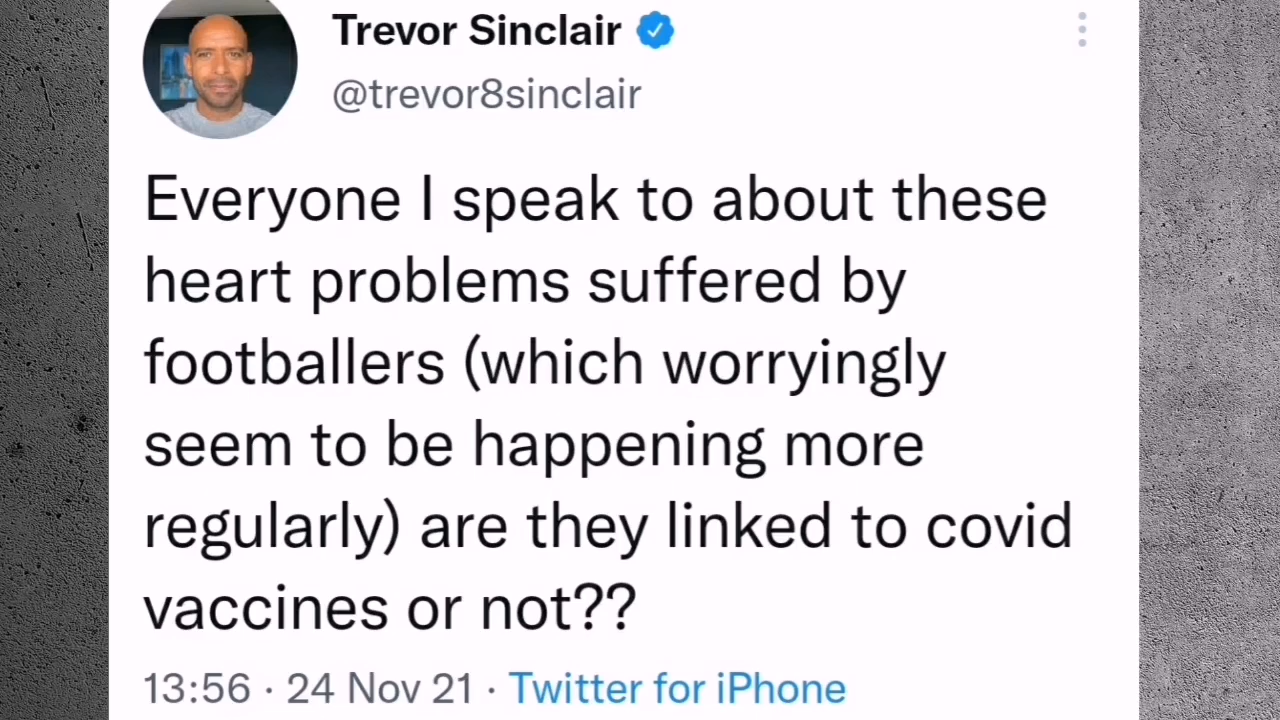 Trevor Sinclair
@trevor8sinclair
Everyone I speak to about these
heart problems suffered by
footballers (which worryingly
seem to be happening more
regularly) are they linked to covid
vaccines or not??
13:56 · 24 Nov 21 · Twitter for iPhone